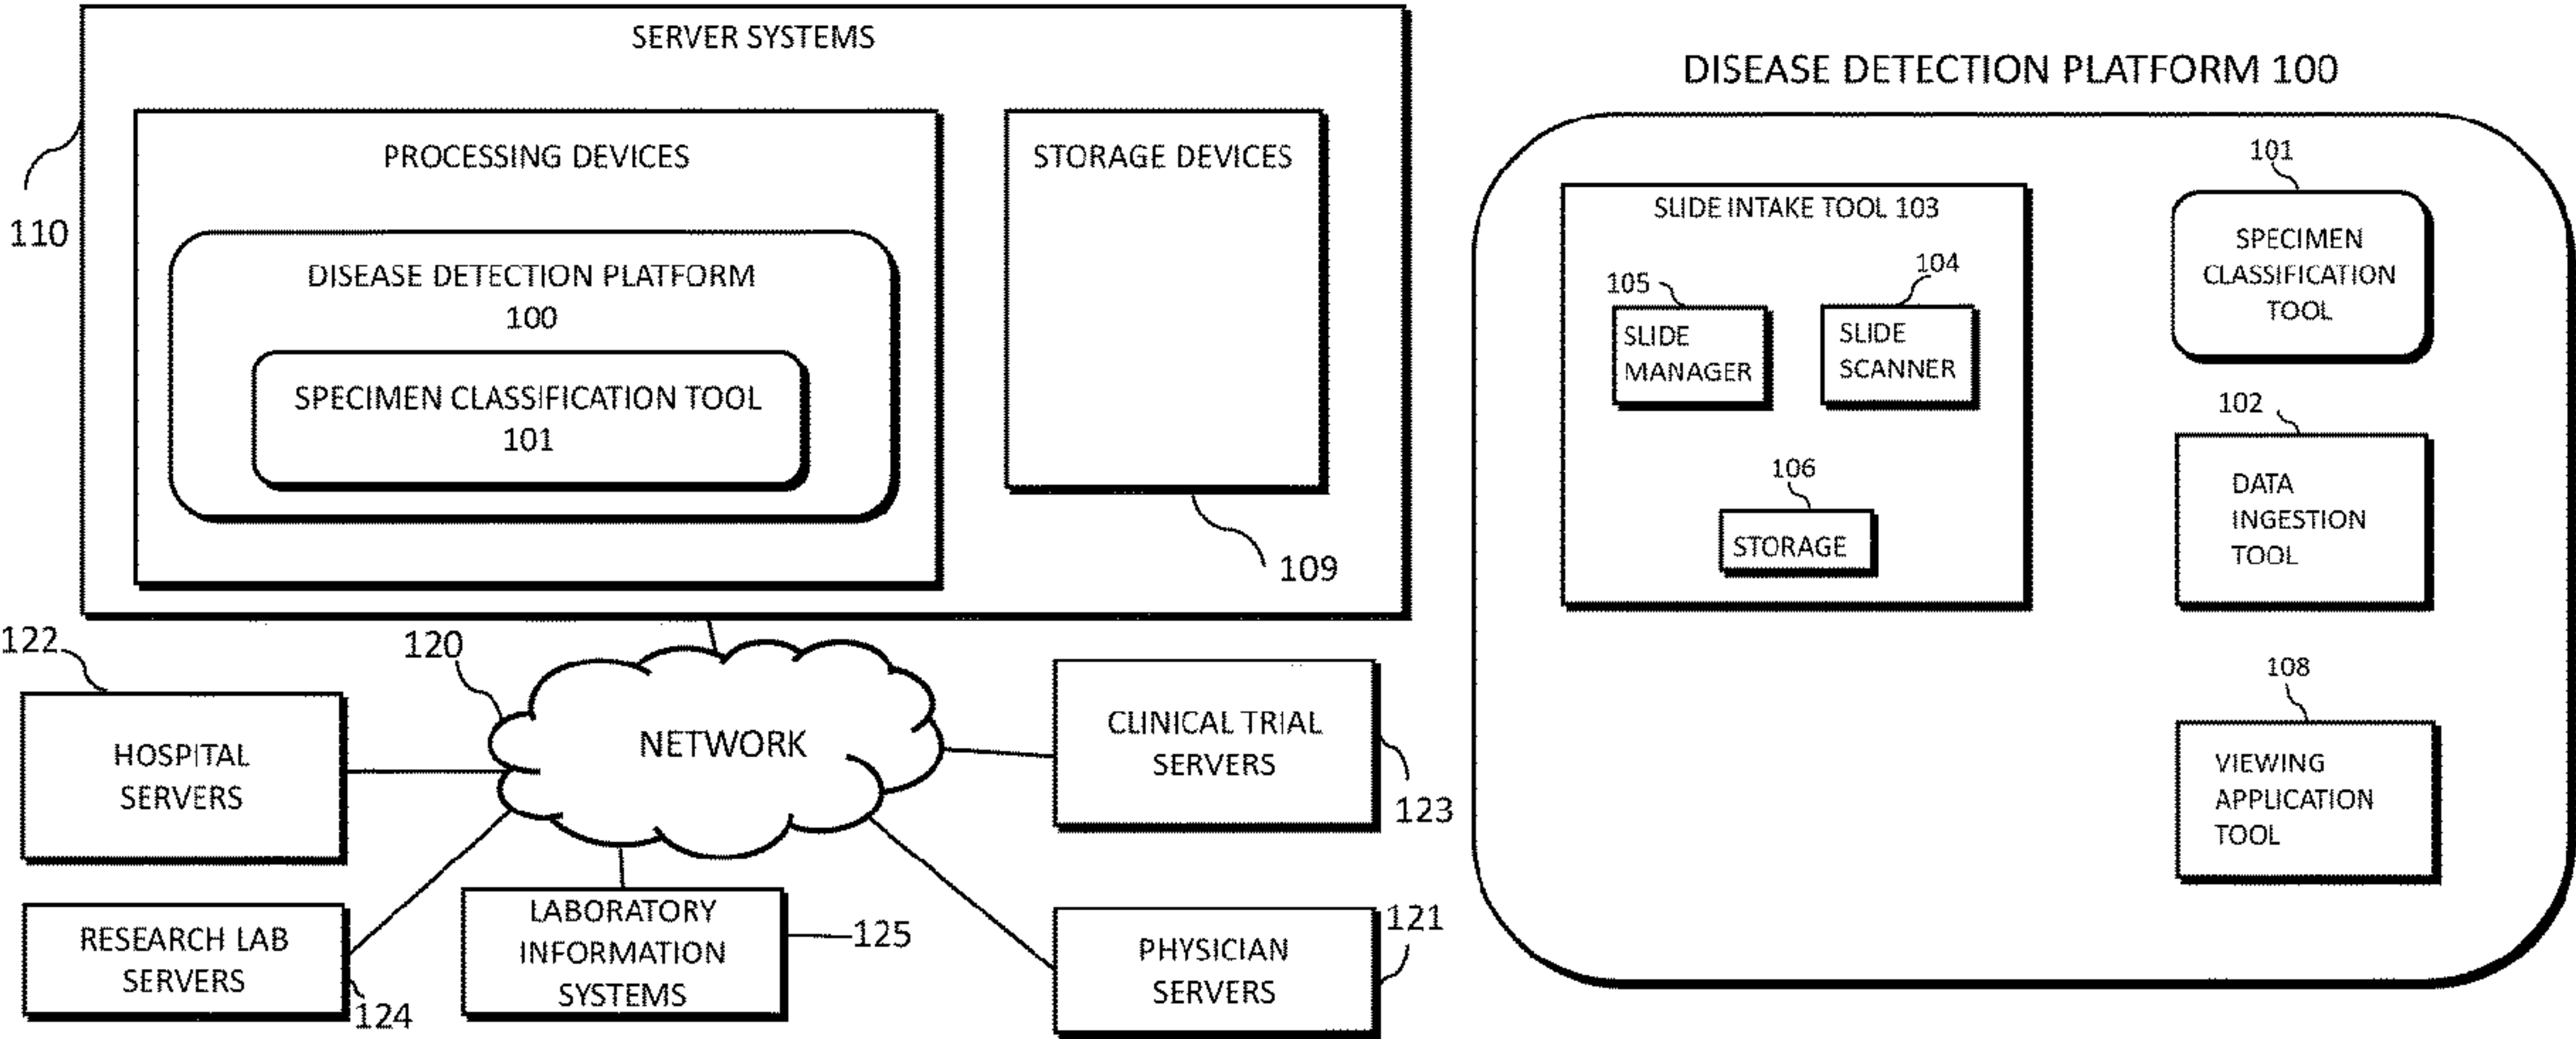 SERVER SYSTEMS
110
PROCESSING DEVICES
DISEASE DETECTION PLATFORM
100
SPECIMEN CLASSIFICATION TOOL
101
STORAGE DEVICES
109
122
HOSPITAL
SERVERS
120
NETWORK
CLINICAL TRIAL
SERVERS
123
RESEARCH LAB
SERVERS
124
LABORATORY
INFORMATION
SYSTEMS
125
PHYSICIAN
SERVERS
121
DISEASE DETECTION PLATFORM 100
SLIDE INTAKE TOOL 103
105
SLIDE
MANAGER
104
SLIDE
SCANNER
106
STORAGE
101
SPECIMEN
CLASSIFICATION
TOOL
102
DATA
INGESTION
TOOL
108
VIEWING
APPLICATION
TOOL